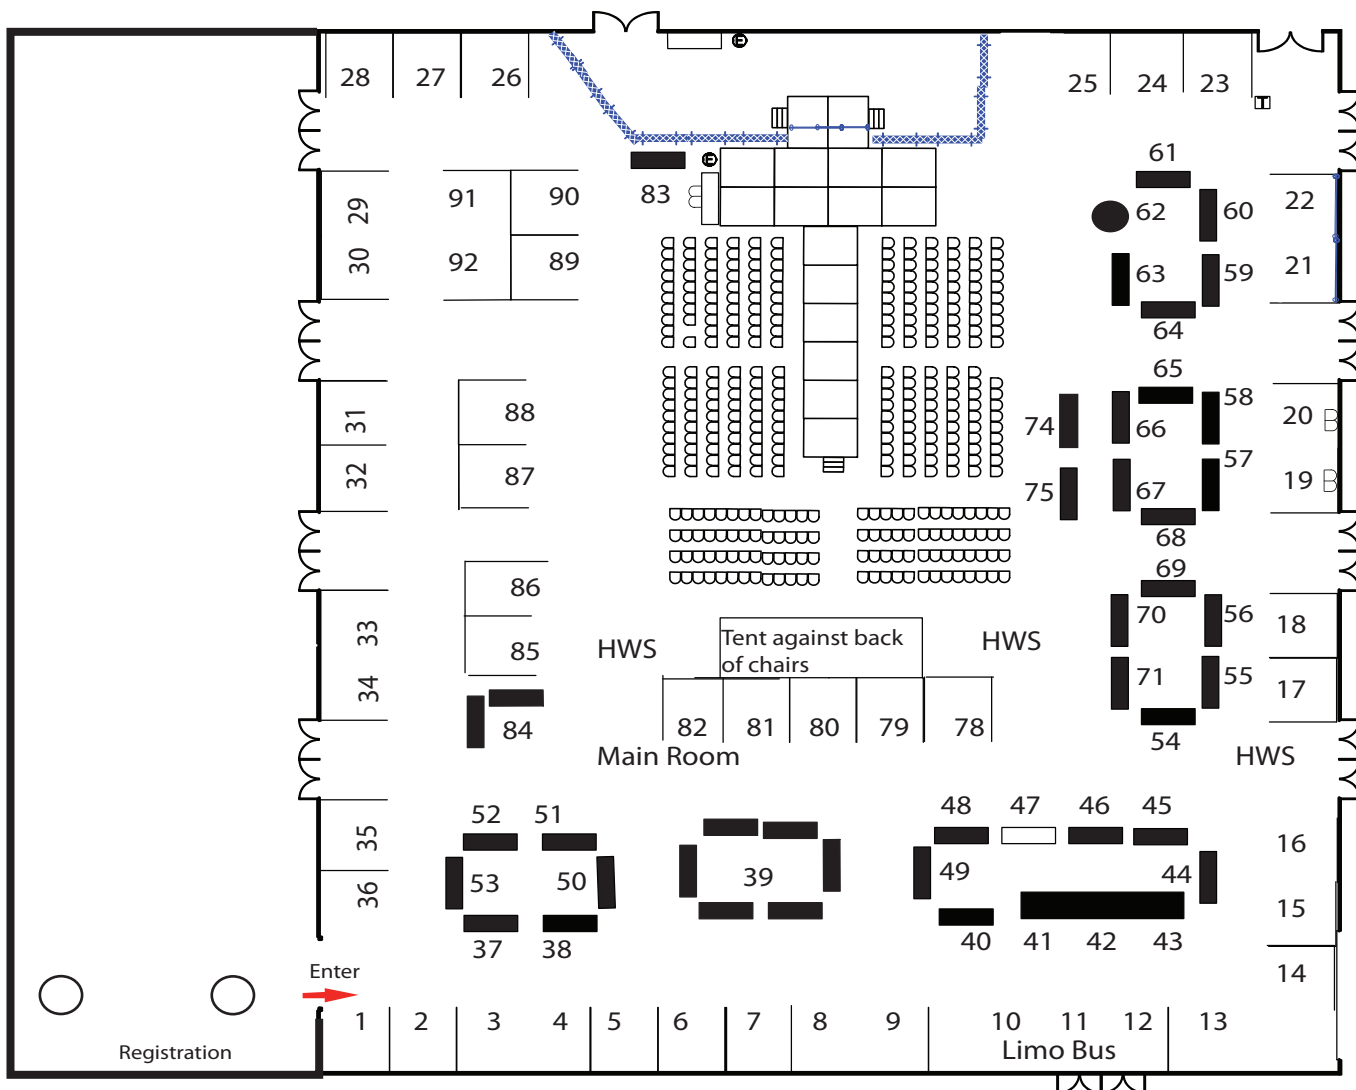 28 27 26 25 24 23
T
E
E
61
83
29 91 90 62 60 22
30 92 89 63 59 21
64
65
58
31 88 74 66 20
57
32 87 75 67 19
68
69
86 70 56 18
33
Tent against back
of chairs
HWS
HWS
85
34 71 55 17
84 82 81 80 79 78 54
Main Room
HWS
52 51 48 47 46 45
35 16
53 50 39 49 44
36 15
37 38 40 41 42 43
14
Enter
1 2 3 4 5 6 7 8 9 10 11 12 13
Limo Bus
Registration